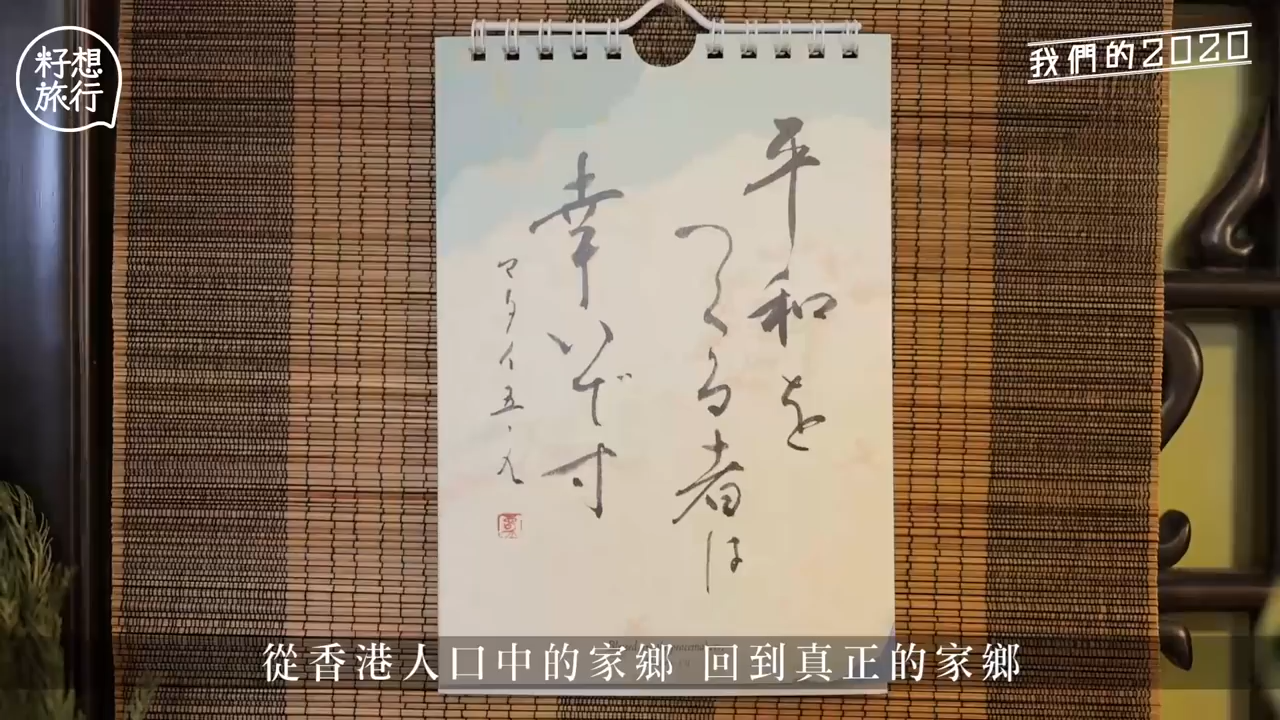 籽想
旅行
我們的2020
平和を
つくる者は
幸いです
マタイ五・九
從香港人口中的家鄉 回到真正的家鄉